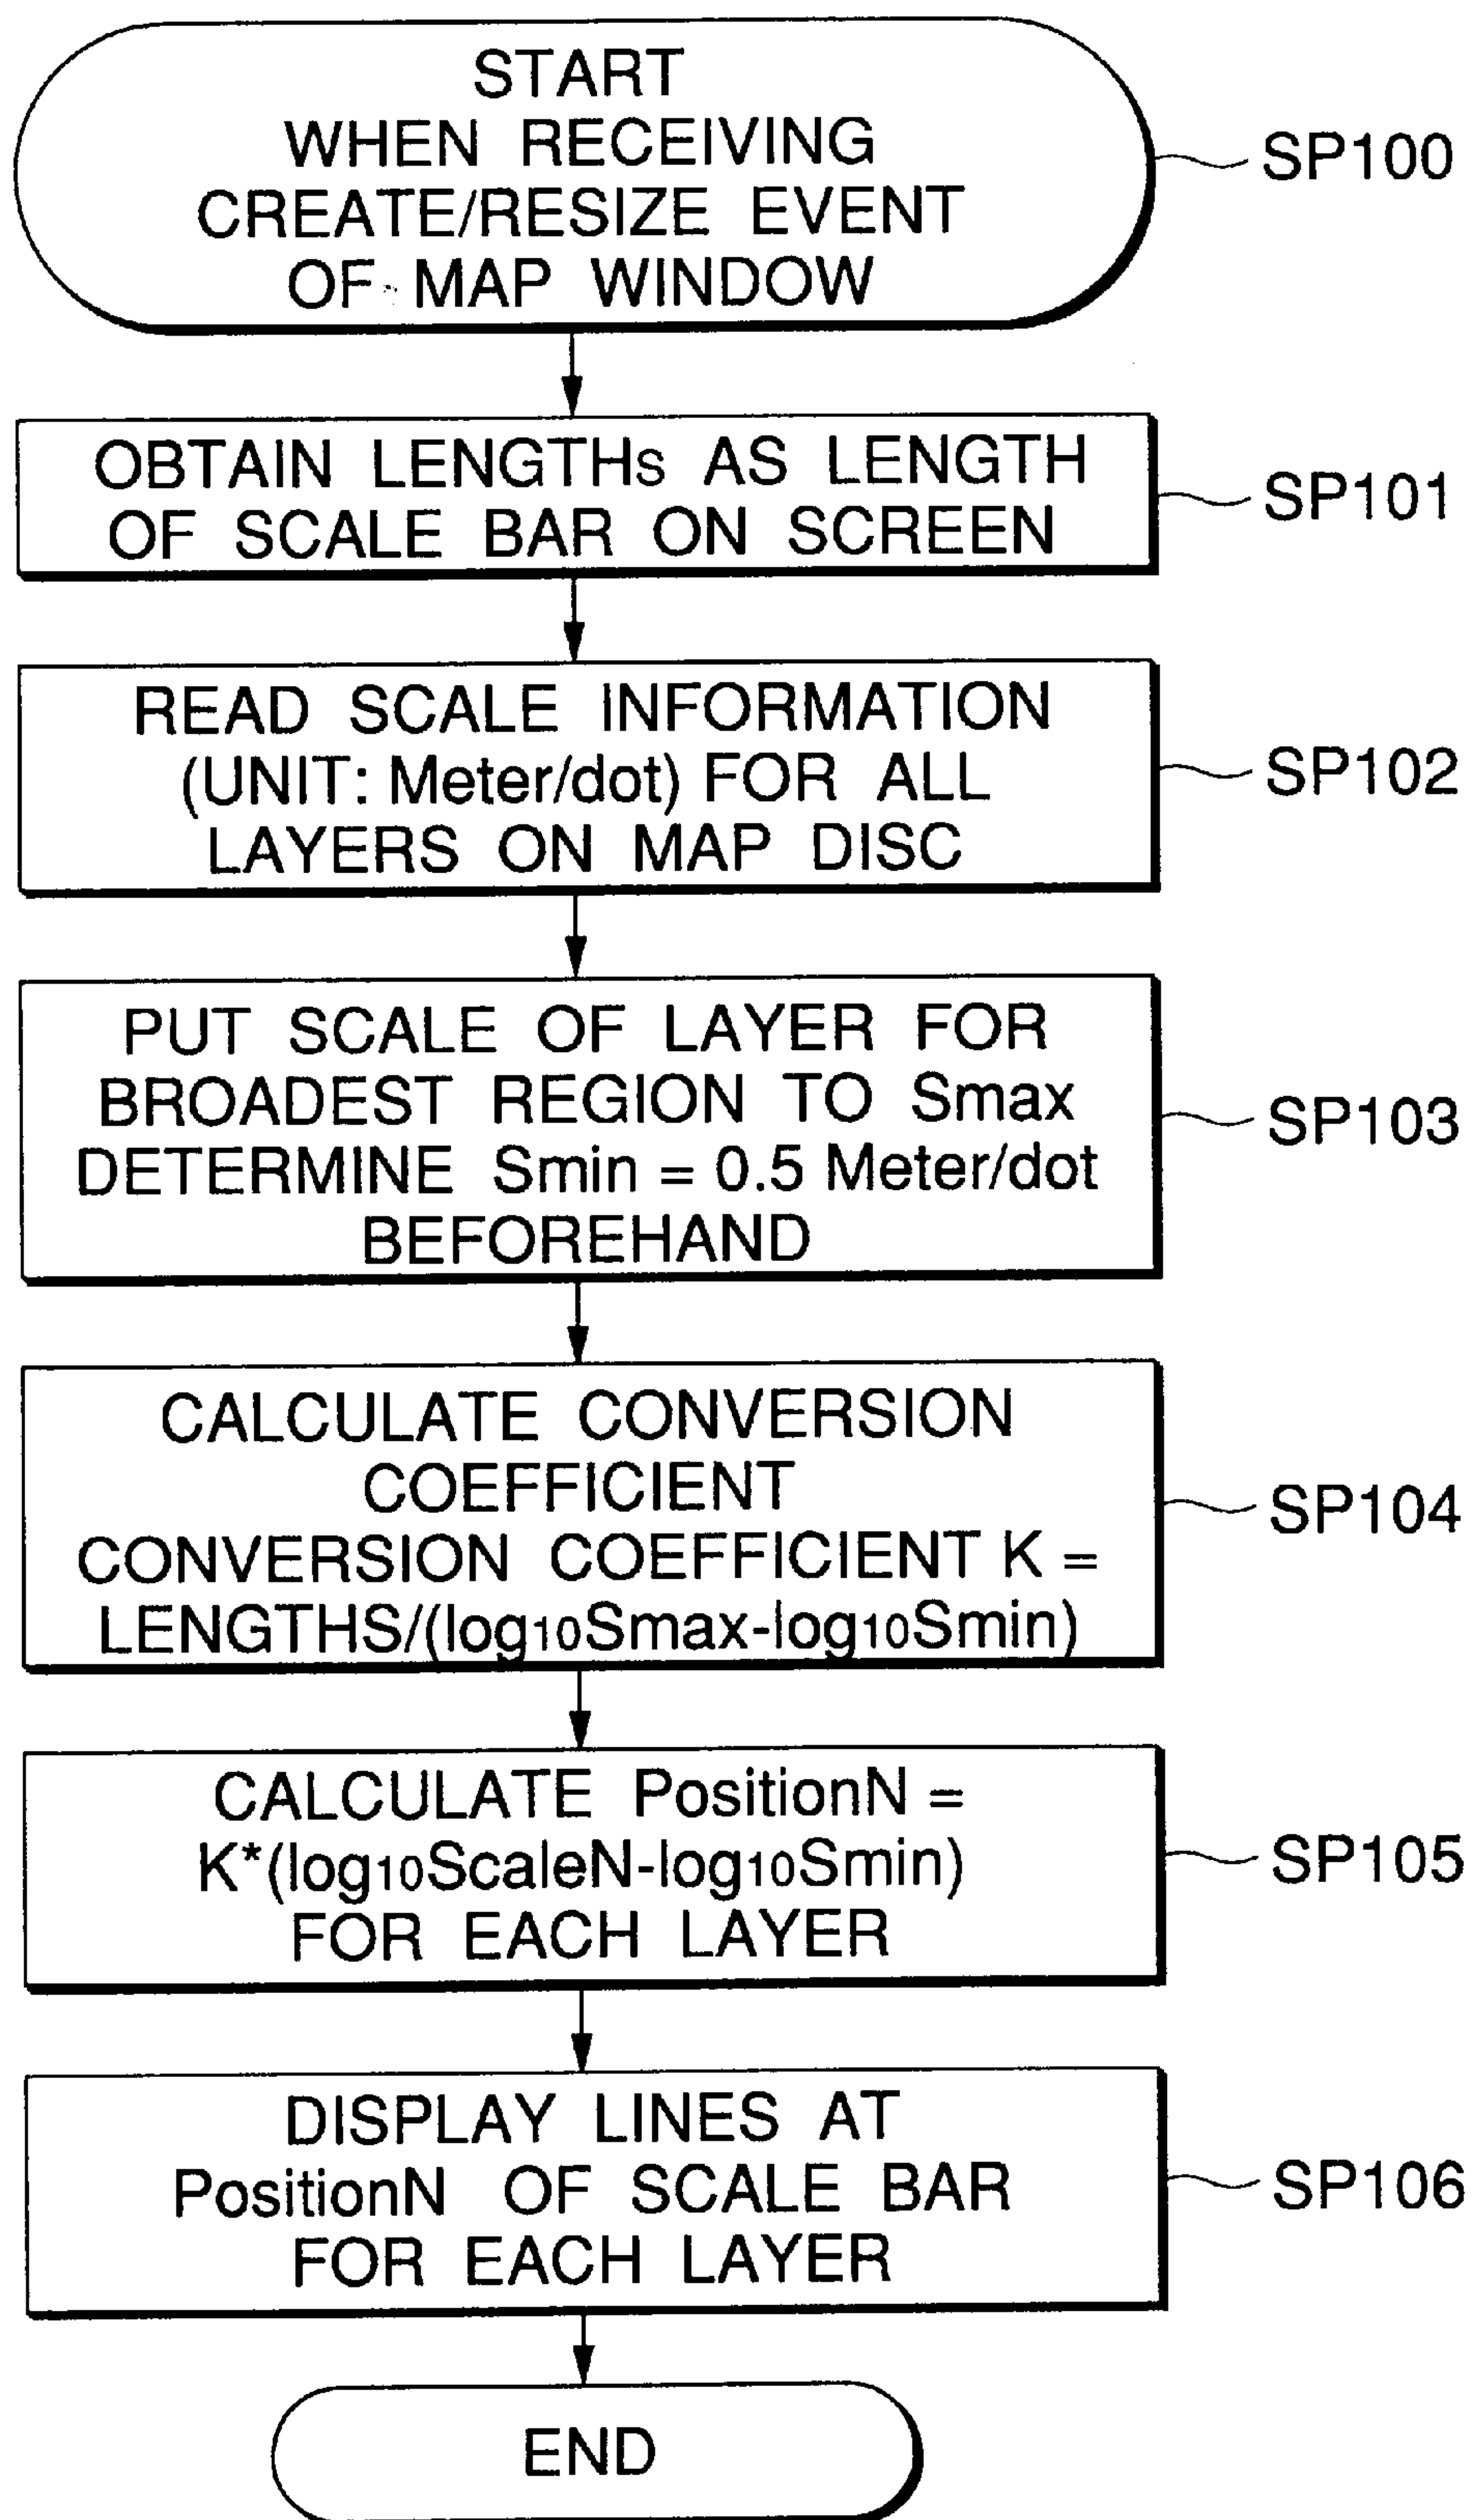 START
WHEN RECEIVING
CREATE/RESIZE EVENT
OF MAP WINDOW
SP100
OBTAIN LENGTHs AS LENGTH
OF SCALE BAR ON SCREEN
SP101
READ SCALE INFORMATION
(UNIT: Meter/dot) FOR ALL
LAYERS ON MAP DISC
SP102
PUT SCALE OF LAYER FOR
BROADEST REGION TO Smax
DETERMINE Smin = 0.5 Meter/dot
BEFOREHAND
SP103
CALCULATE CONVERSION
COEFFICIENT
CONVERSION COEFFICIENT K =
LENGTHS/(log10Smax-log10Smin)
SP104
CALCULATE PositionN =
K*(log10ScaleN-log10Smin)
FOR EACH LAYER
SP105
DISPLAY LINES AT
PositionN OF SCALE BAR
FOR EACH LAYER
SP106
END